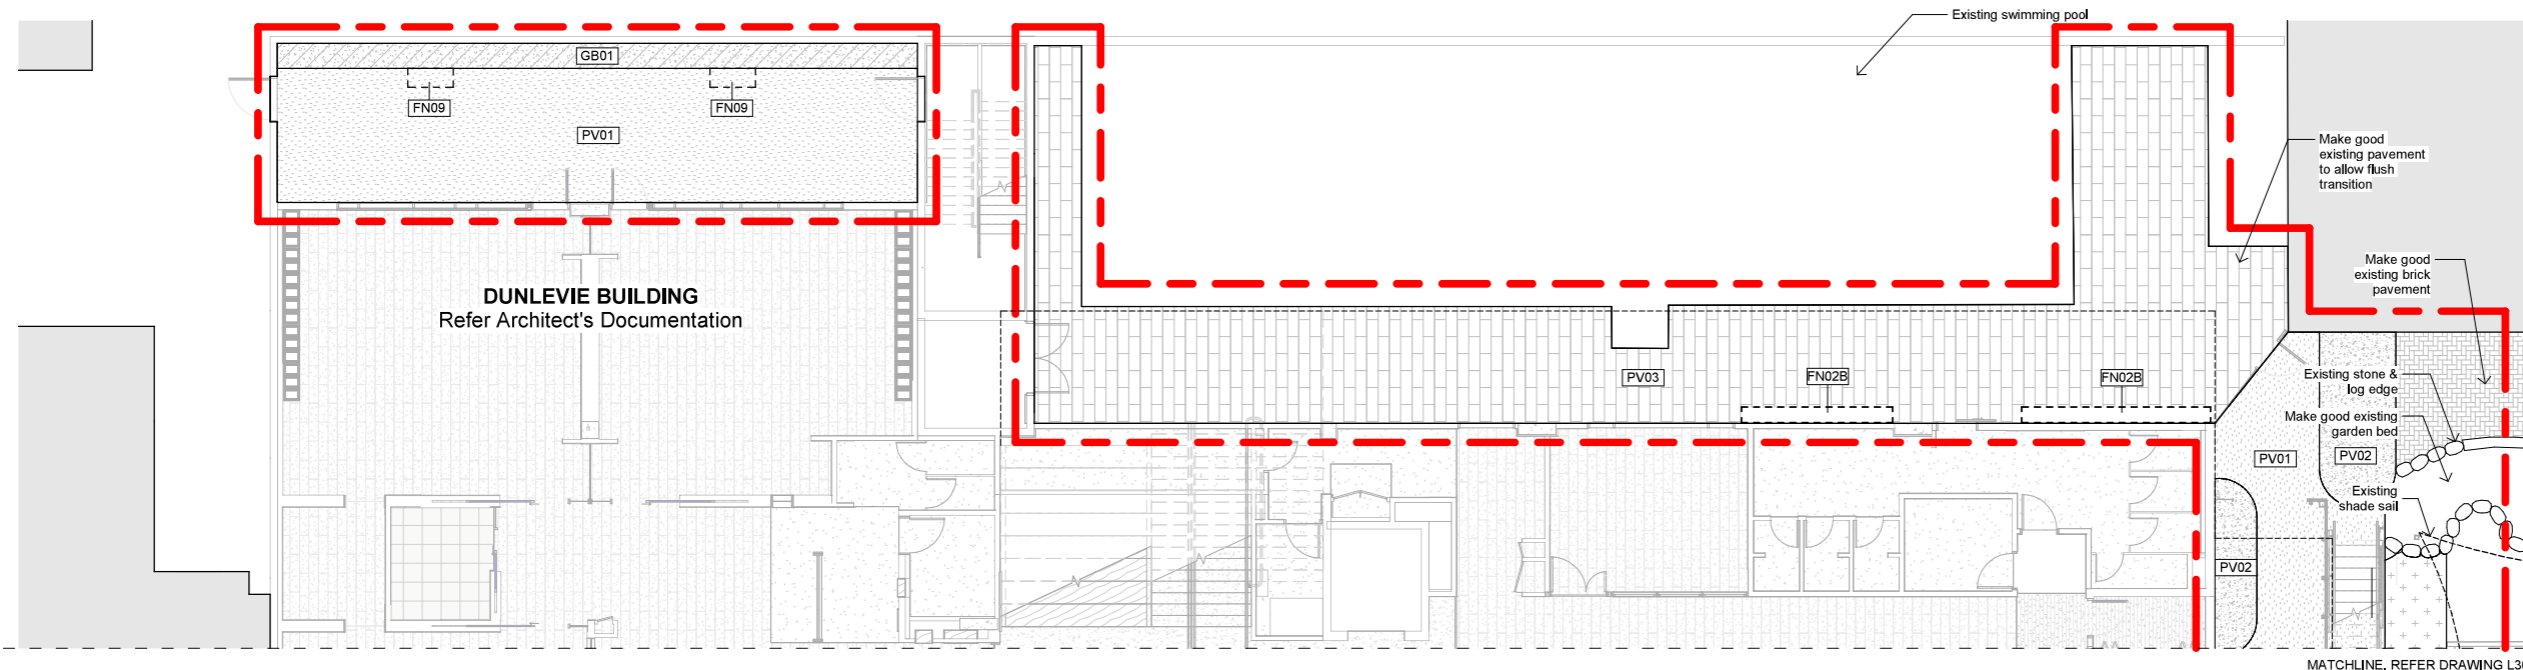 Existing swimming pool
GB01
FN09
FN09
PV01
Make good
existing pavement
to allow flush
transition
Make good
existing brick
pavement
DUNLEVIE BUILDING
Refer Architect's Documentation
PV03
FN02B
FN02B
Existing stone &
log edge
Make good existing
garden bed
PV01
PV02
Existing
shade sail
PV02
MATCHLINE, REFER DRAWING